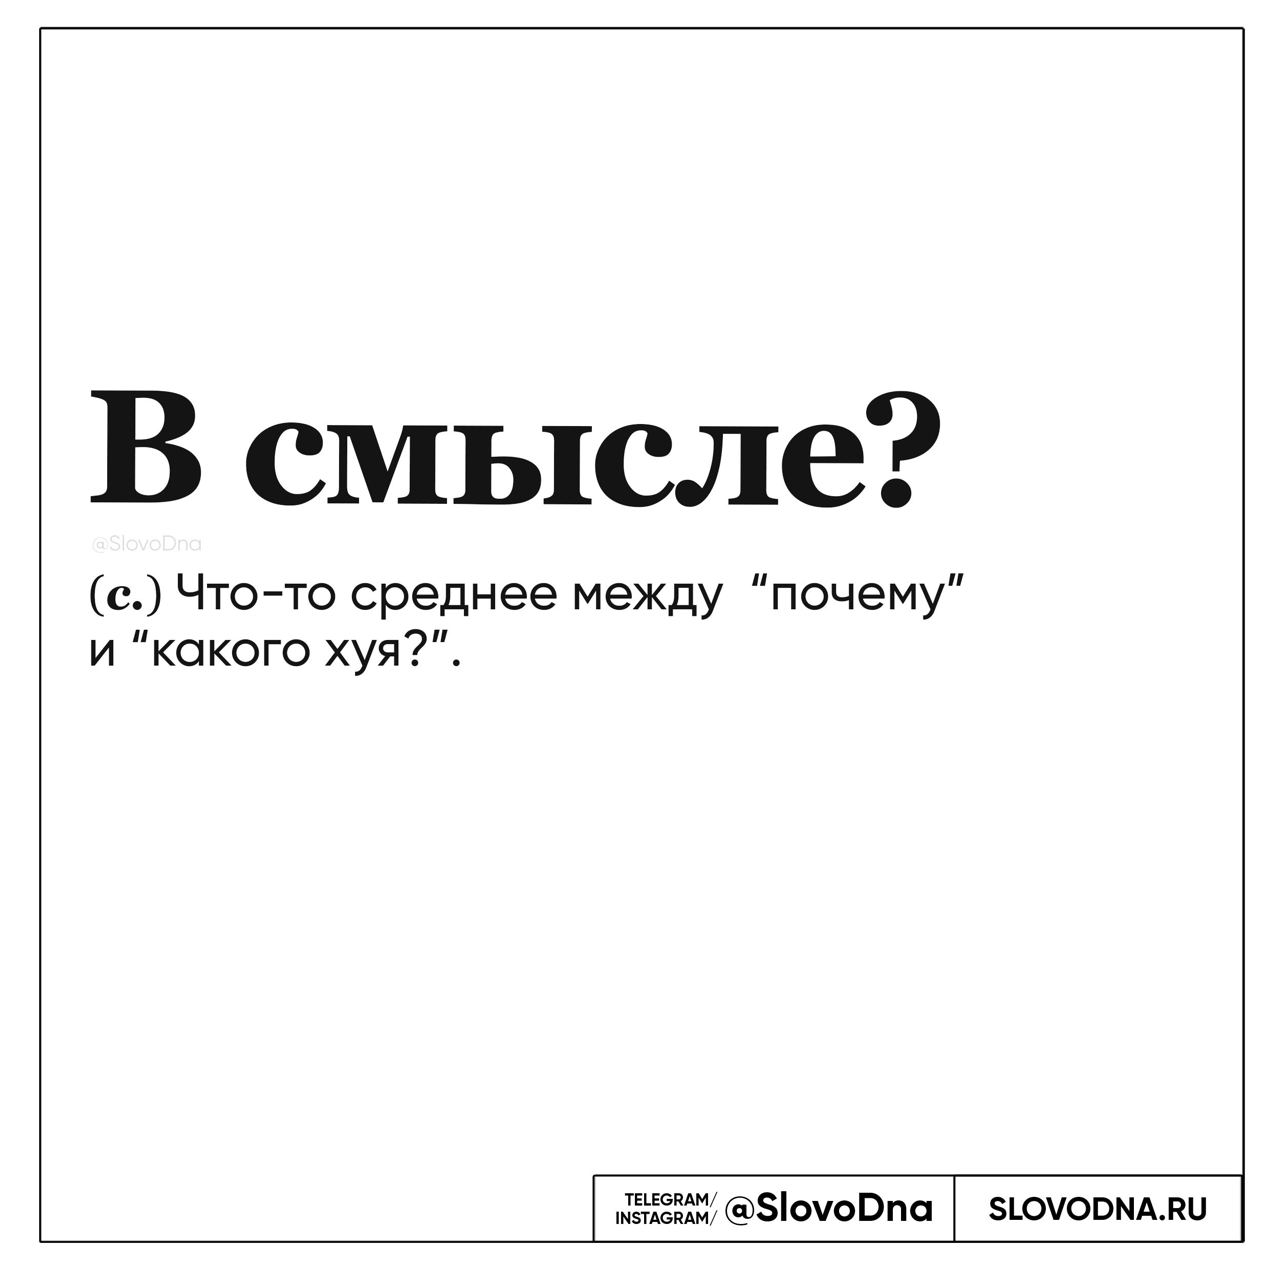 В смысле?
@SlovoDna
(с.) Что-то среднее между “почему”
и “какого хуя?”.
TELEGRAM/
INSTAGRAM/
@SlovoDna
SLOVODNA.RU